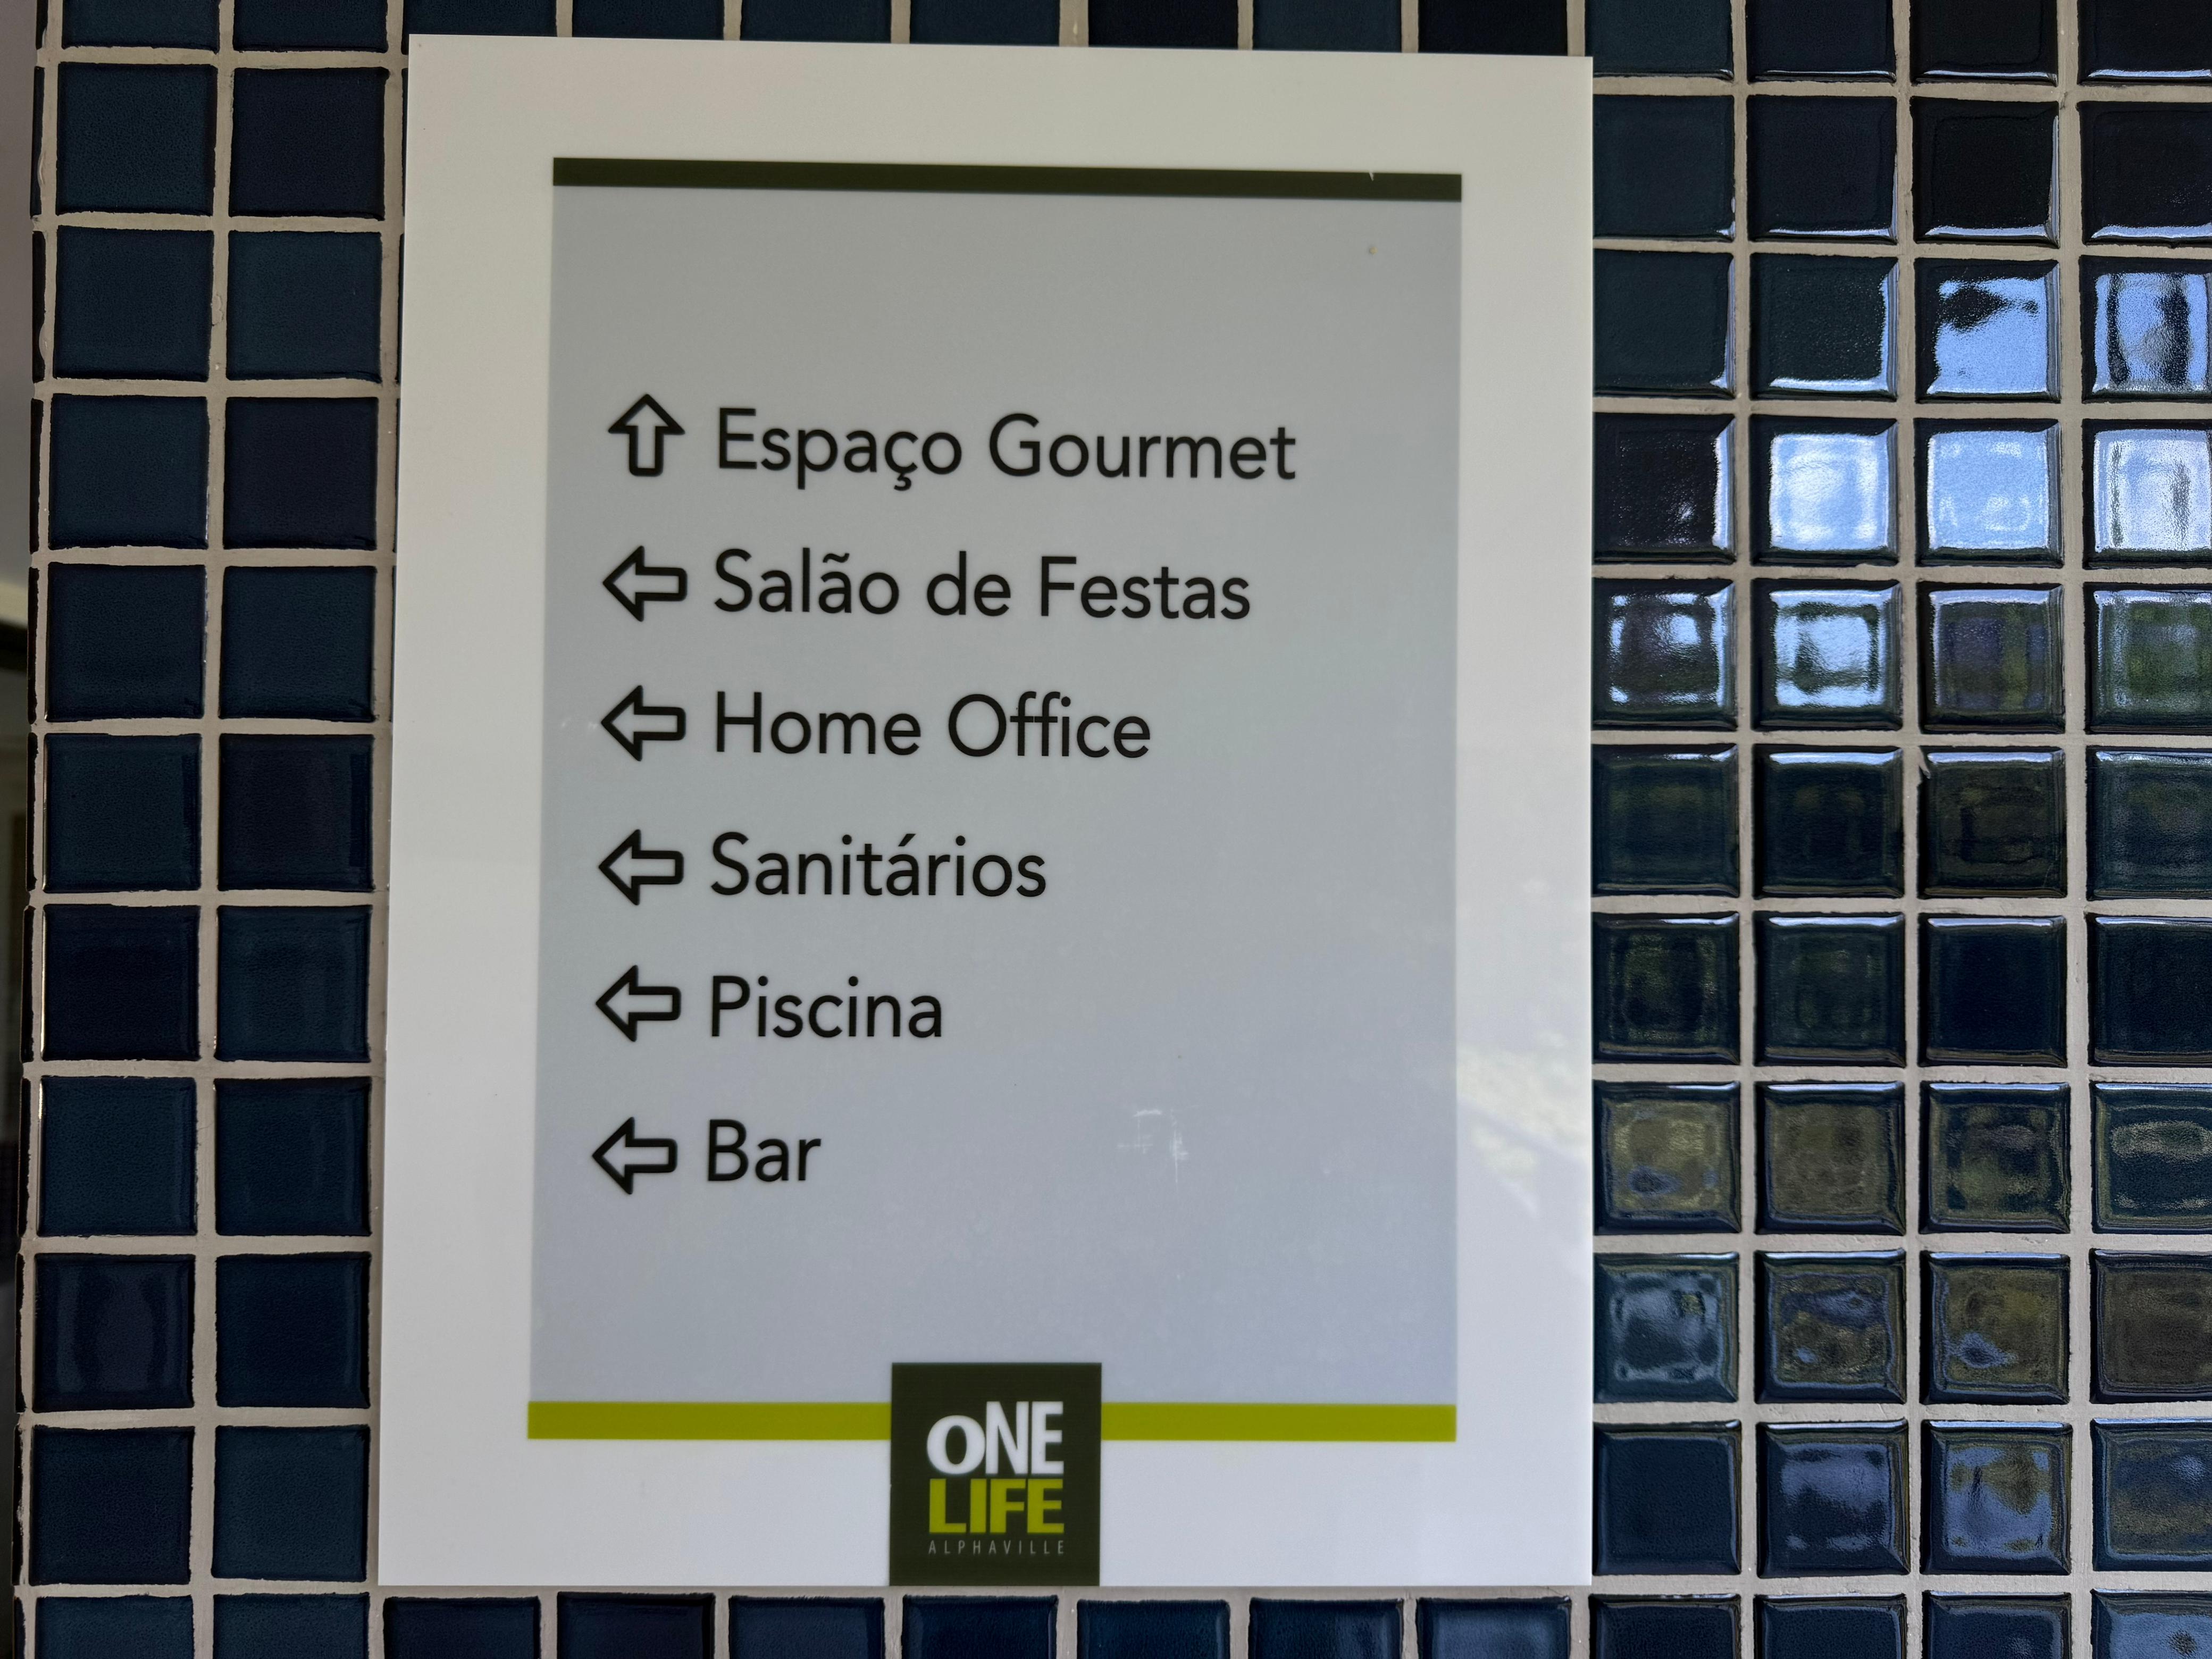 Espaço Gourmet
Salão de Festas
Home Office
Sanitários
Piscina
Bar
ONE
LIFE
ALPHAVILLE